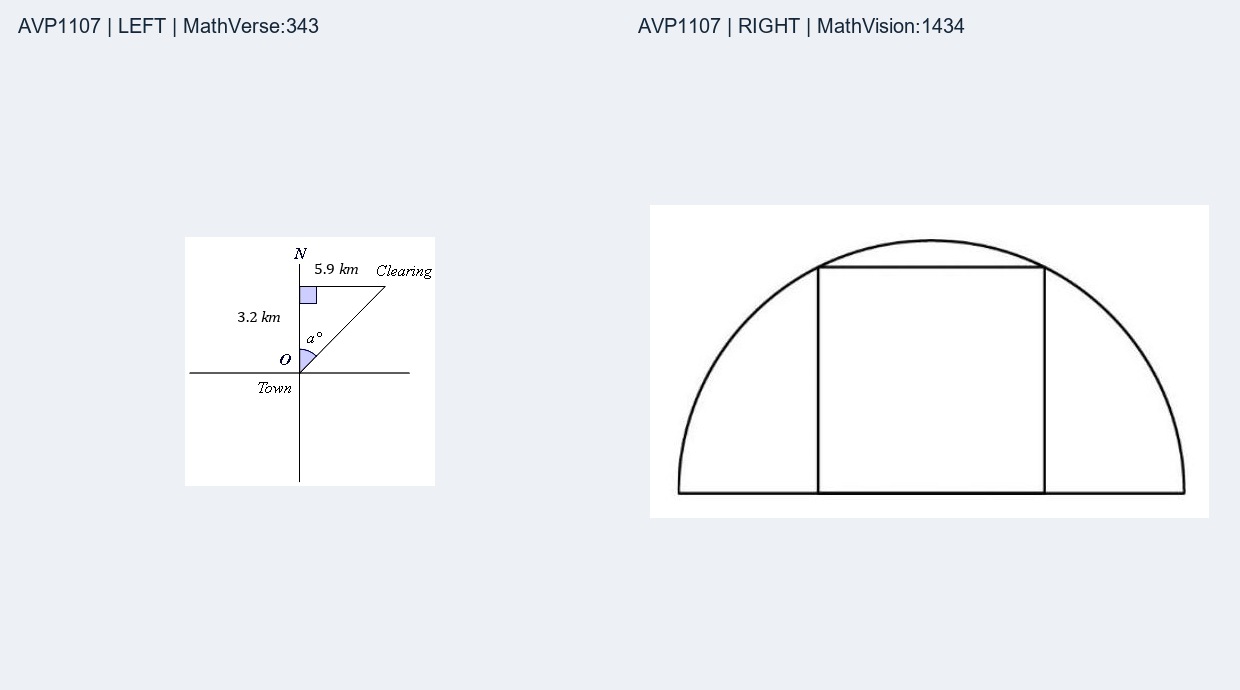 AVP1107 | LEFT | MathVerse:343
AVP1107 | RIGHT | MathVision:1434
N
5.9 km
Clearing
3.2 km
a°
O
Town